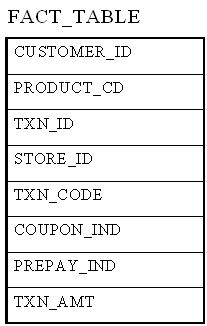 FACT_TABLE
CUSTOMER_ID
PRODUCT_CD
TXN_ID
STORE_ID
TXN_CODE
COUPON_IND
PREPAY_IND
TXN_AMT